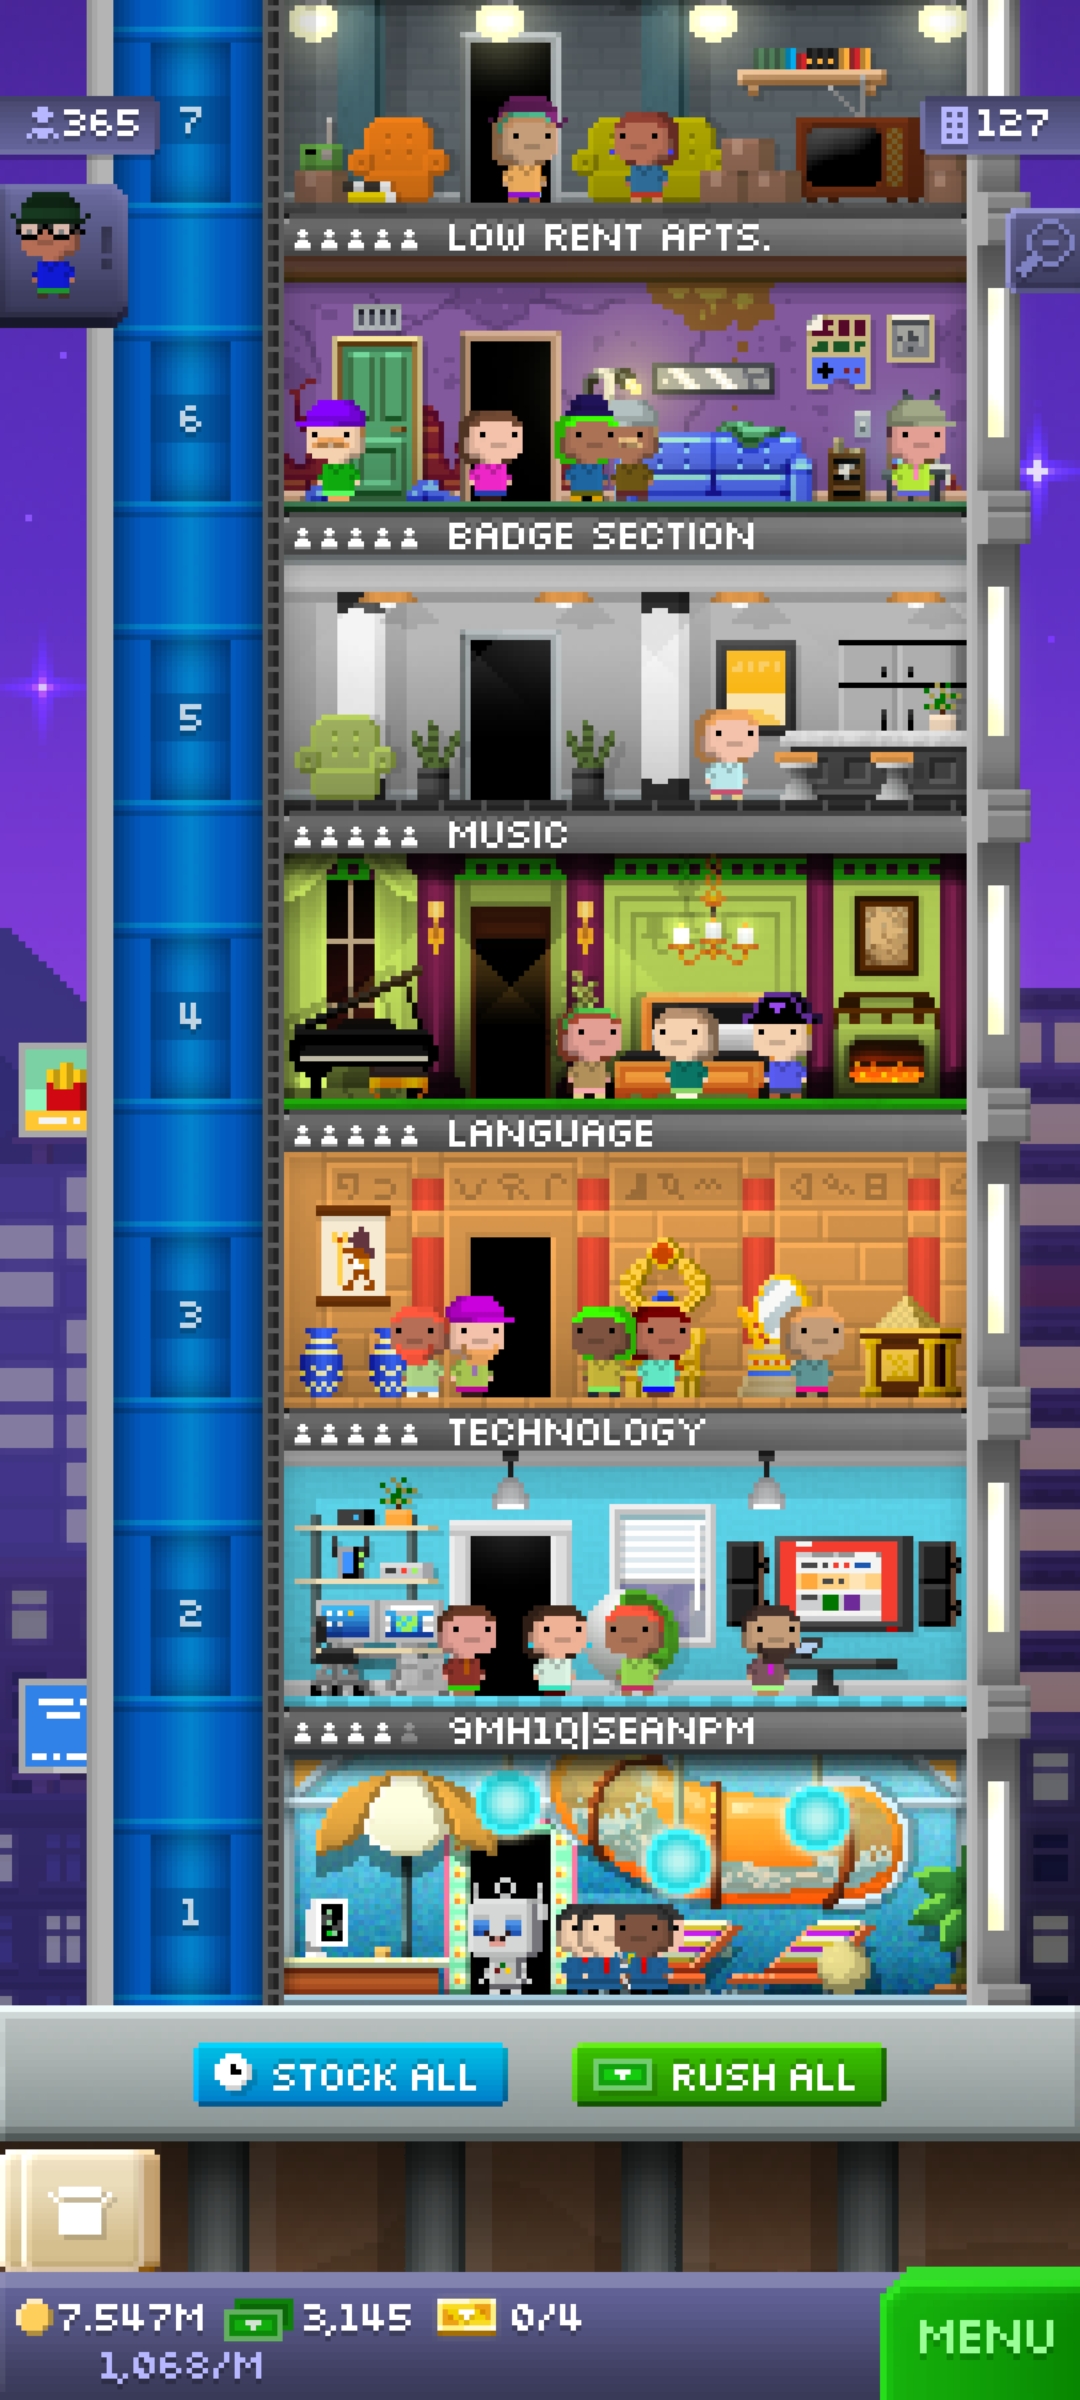 365
7
127
LOW RENT APTS.
6
BADGE SECTION
5
MUSIC
4
LANGUAGE
3
TECHNOLOGY
2
9MH1Q|SEANPM
1
STOCK ALL
RUSH ALL
7.547M
3,145
0/4
1,068/M
MENU